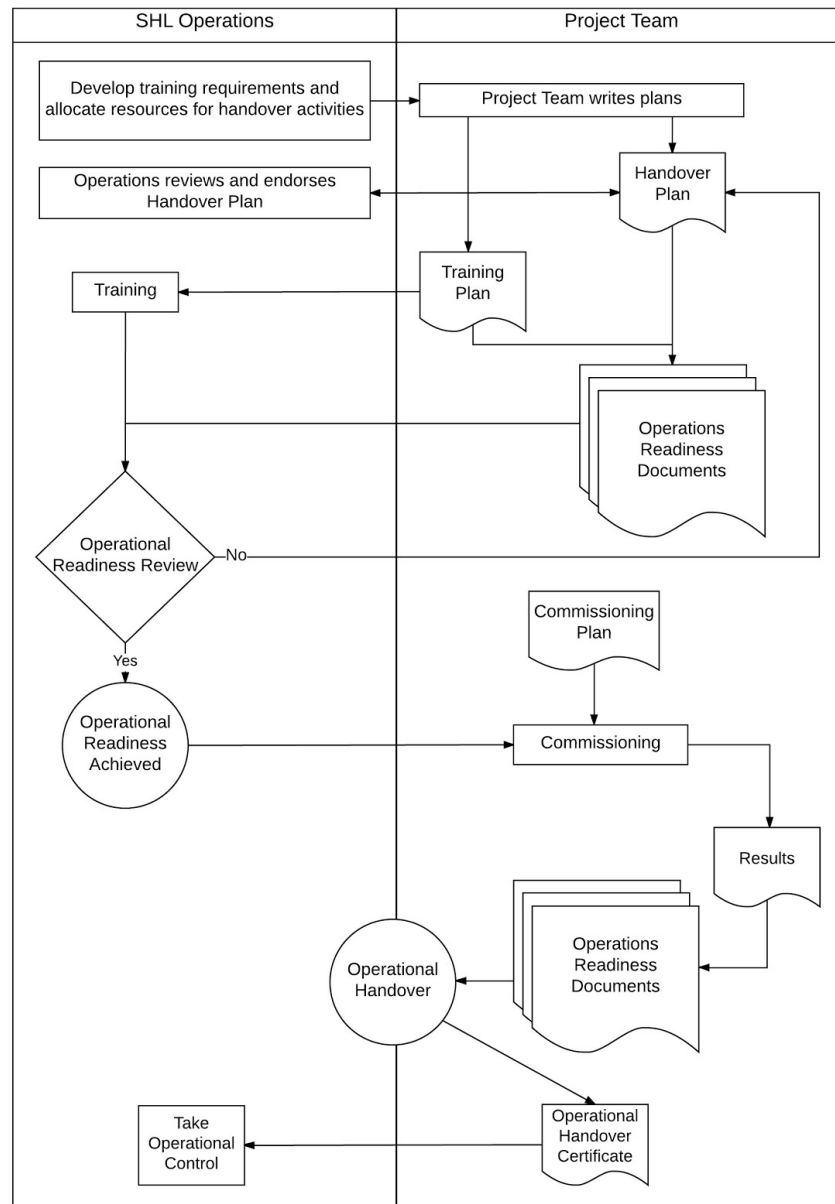 SHL Operations
Project Team
Develop training requirements and
allocate resources for handover activities
Project Team writes plans
Operations reviews and endorses
Handover Plan
Handover
Plan
Training
Training
Plan
Operations
Readiness
Documents
Operational
Readiness Review
No
Yes
Commissioning
Plan
Operational
Readiness
Achieved
Commissioning
Results
Operations
Readiness
Documents
Operational
Handover
Take
Operational
Control
Operational
Handover
Certificate